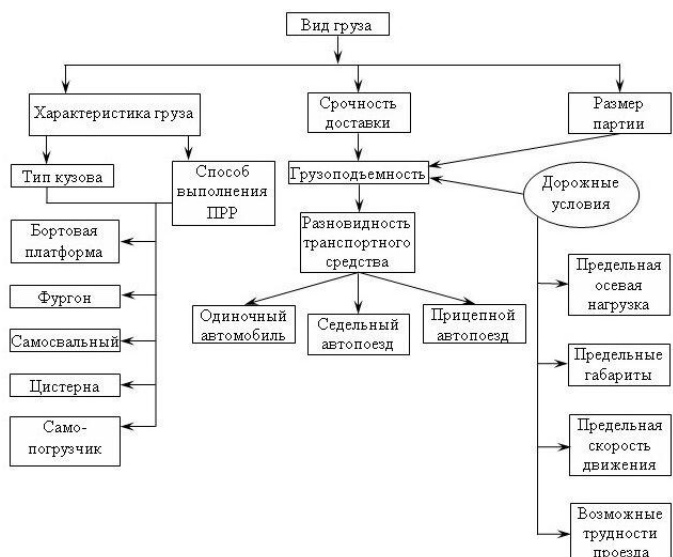 Вид груза
Характеристика груза
Срочность
доставки
Размер
партии
Тип кузова
Способ
выполнения
ПРР
Грузоподъемность
Дорожные
условия
Бортовая
платформа
Фургон
Самосвальный
Цистерна
Само-
погрузчик
Разновидность
транспортного
средства
Одиночный
автомобиль
Седельный
автопоезд
Прицепной
автопоезд
Предельная
осевая
нагрузка
Предельные
габариты
Предельная
скорость
движения
Возможные
трудности
проезда